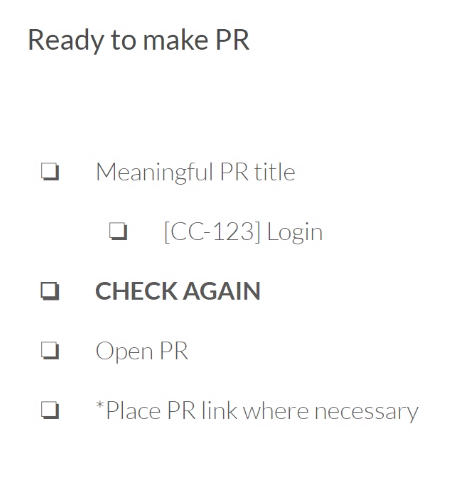 Ready to make PR
❏ Meaningful PR title
❏ [CC-123] Login
❏ CHECK AGAIN
❏ Open PR
❏ *Place PR link where necessary